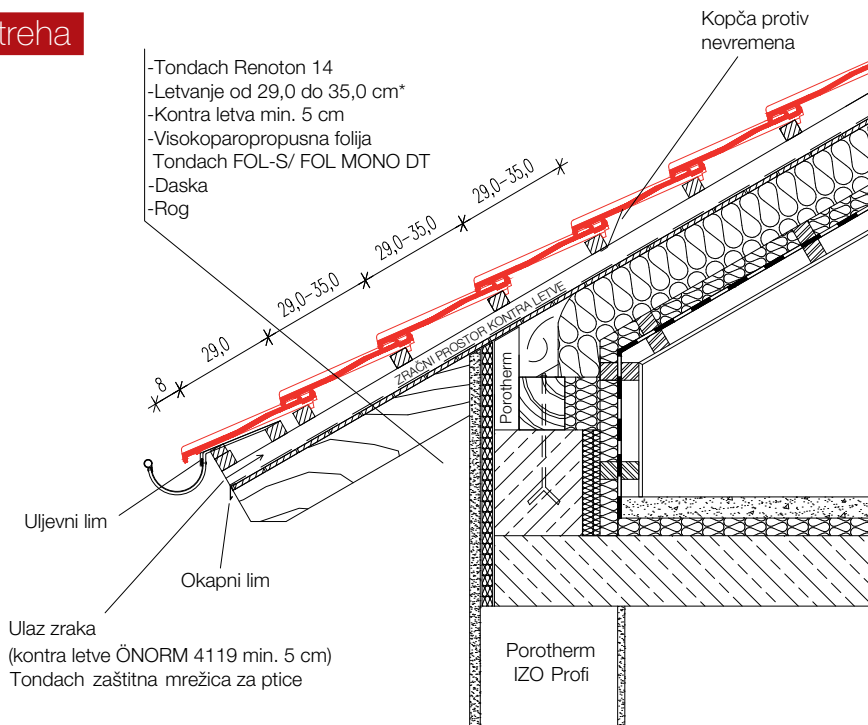 treha
Kopča protiv
nevremena
-Tondach Renoton 14
-Letvanje od 29,0 do 35,0 cm*
-Kontra letva min. 5 cm
-Visokoparopropusna folija
Tondach FOL-S/ FOL MONO DT
-Daska
-Rog
29,0-35,0
29,0-35,0
29,0-35,0
29,0
8
ZRAČNI PROSTOR KONTRA LETVE
Porotherm
Uljevni lim
Okapni lim
Ulaz zraka
(kontra letve ÖNORM 4119 min. 5 cm)
Tondach zaštitna mrežica za ptice
Porotherm
IZO Profi